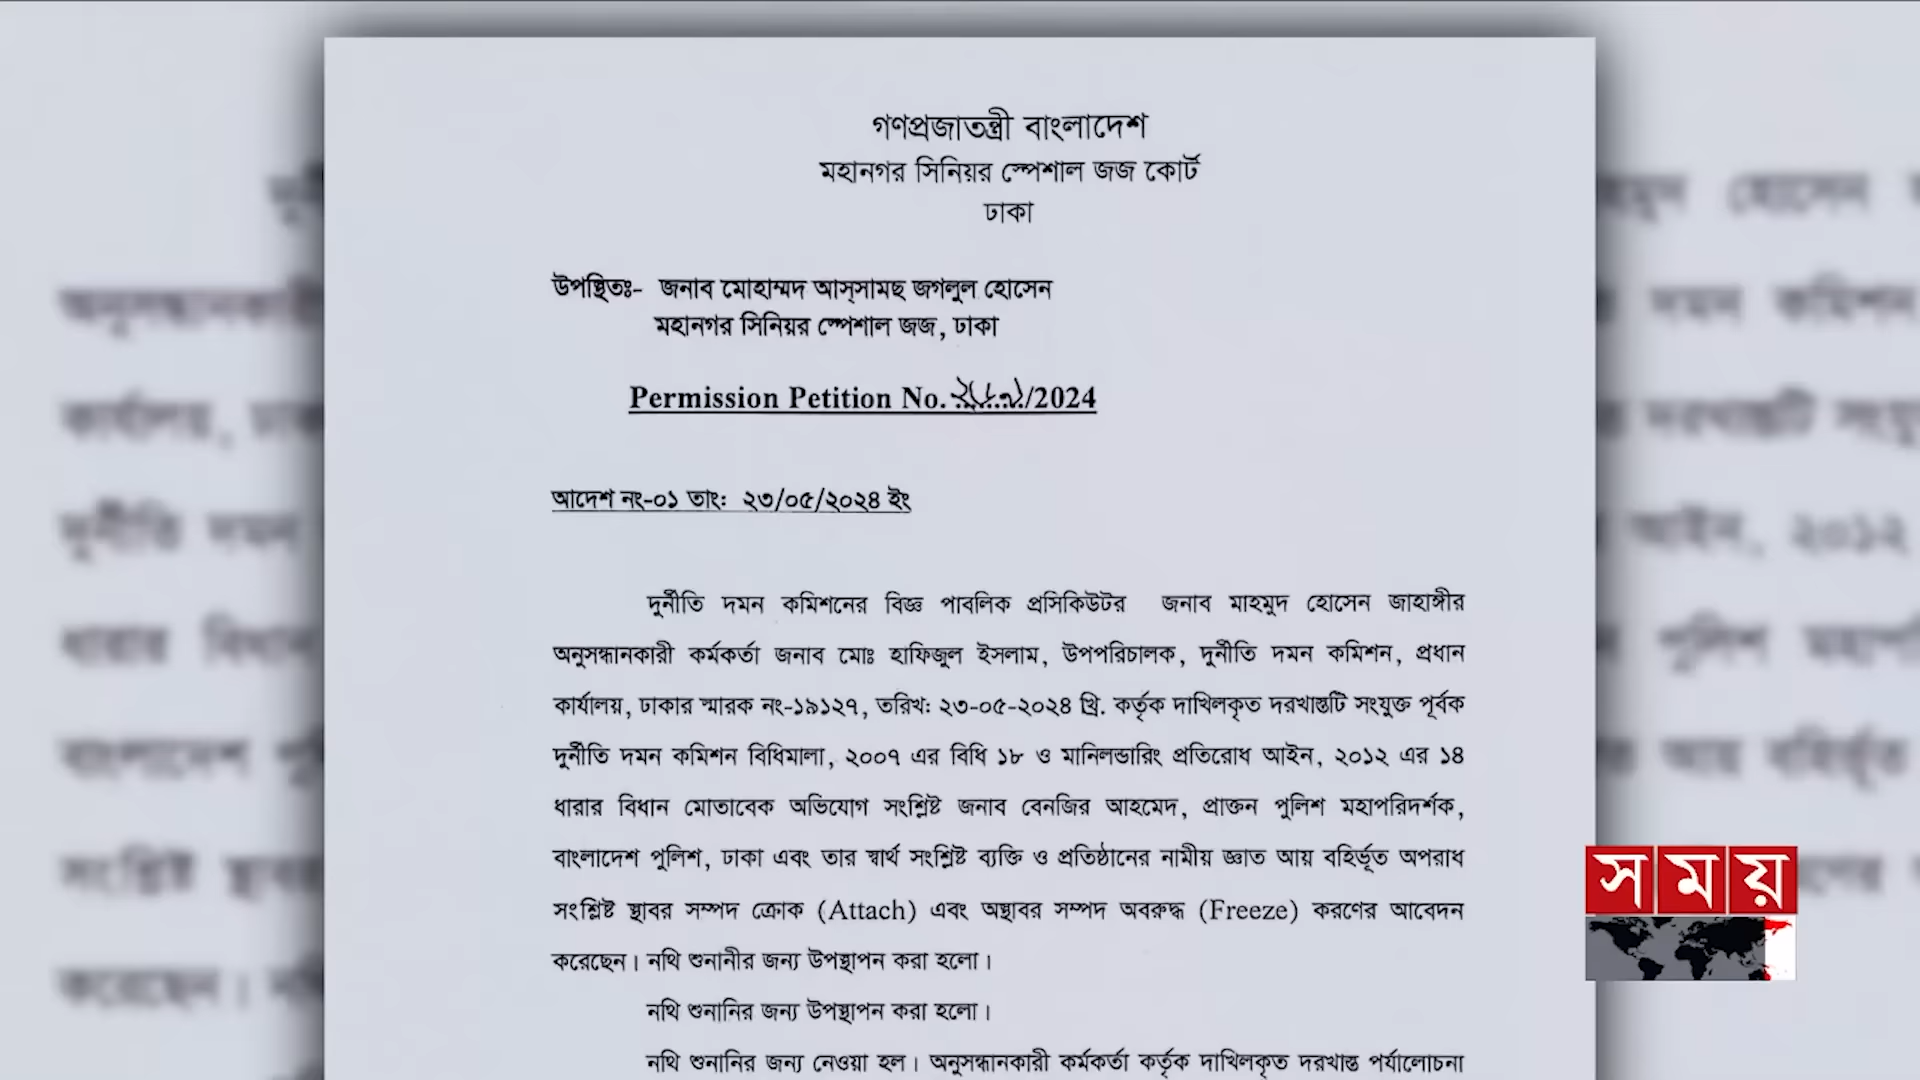 গণপ্রজাতন্ত্রী বাংলাদেশ
মহানগর সিনিয়র স্পেশাল জজ কোর্ট
ঢাকা
উপস্থিতঃ- জনাব মোহাম্মদ আস্‌সামছ জগলুল হোসেন
মহানগর সিনিয়র স্পেশাল জজ, ঢাকা
Permission Petition No. /2024
আদেশ নং-০১ তাং: ২৩/০৫/২০২৪ ইং
দুর্নীতি দমন কমিশনের বিজ্ঞ পাবলিক প্রসিকিউটর জনাব মাহমুদ হোসেন জাহাঙ্গীর
অনুসন্ধানকারী কর্মকর্তা জনাব মোঃ হাফিজুল ইসলাম, উপপরিচালক, দুর্নীতি দমন কমিশন, প্রধান
কার্যালয়, ঢাকার স্মারক নং-১৯১২৭, তরিখ: ২৩-০৫-২০২৪ খ্রি. কর্তৃক দাখিলকৃত দরখাস্তটি সংযুক্ত পূর্বক
দুর্নীতি দমন কমিশন বিধিমালা, ২০০৭ এর বিধি ১৮ ও মানিলন্ডারিং প্রতিরোধ আইন, ২০১২ এর ১৪
ধারার বিধান মোতাবেক অভিযোগ সংশ্লিষ্ট জনাব বেনজির আহমেদ, প্রাক্তন পুলিশ মহাপরিদর্শক,
বাংলাদেশ পুলিশ, ঢাকা এবং তার স্বার্থ সংশ্লিষ্ট ব্যক্তি ও প্রতিষ্ঠানের নামীয় জ্ঞাত আয় বহির্ভূত অপরাধ
সংশ্লিষ্ট স্থাবর সম্পদ ক্রোক (Attach) এবং অস্থাবর সম্পদ অবরুদ্ধ (Freeze) করণের আবেদন
করেছেন। নথি শুনানীর জন্য উপস্থাপন করা হলো।
নথি শুনানির জন্য উপস্থাপন করা হলো।
নথি শুনানির জন্য নেওয়া হল। অনুসন্ধানকারী কর্মকর্তা কর্তৃক দাখিলকৃত দরখাস্ত পর্যালোচনা
সময়